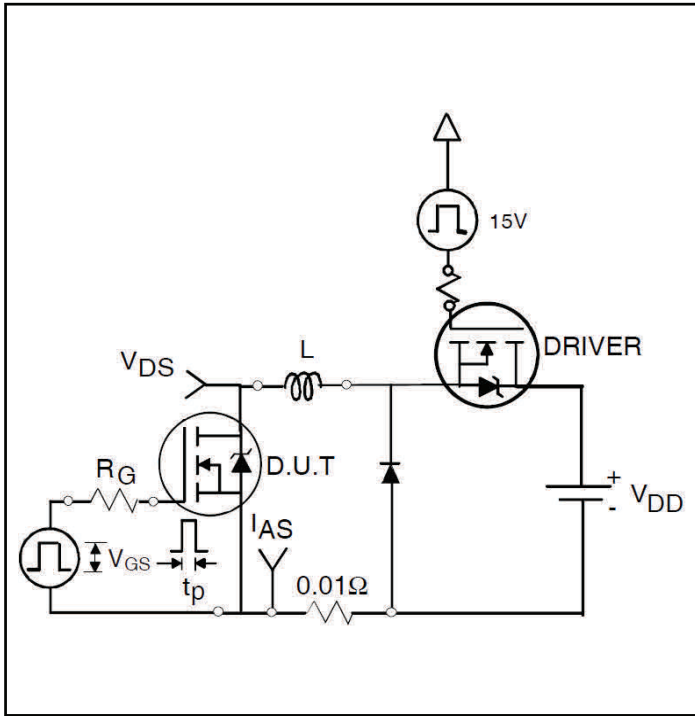 15V
DRIVER
L
VDS
D.U.T
RG
+
VDD
-
IAS
VGS
tp
0.01Ω